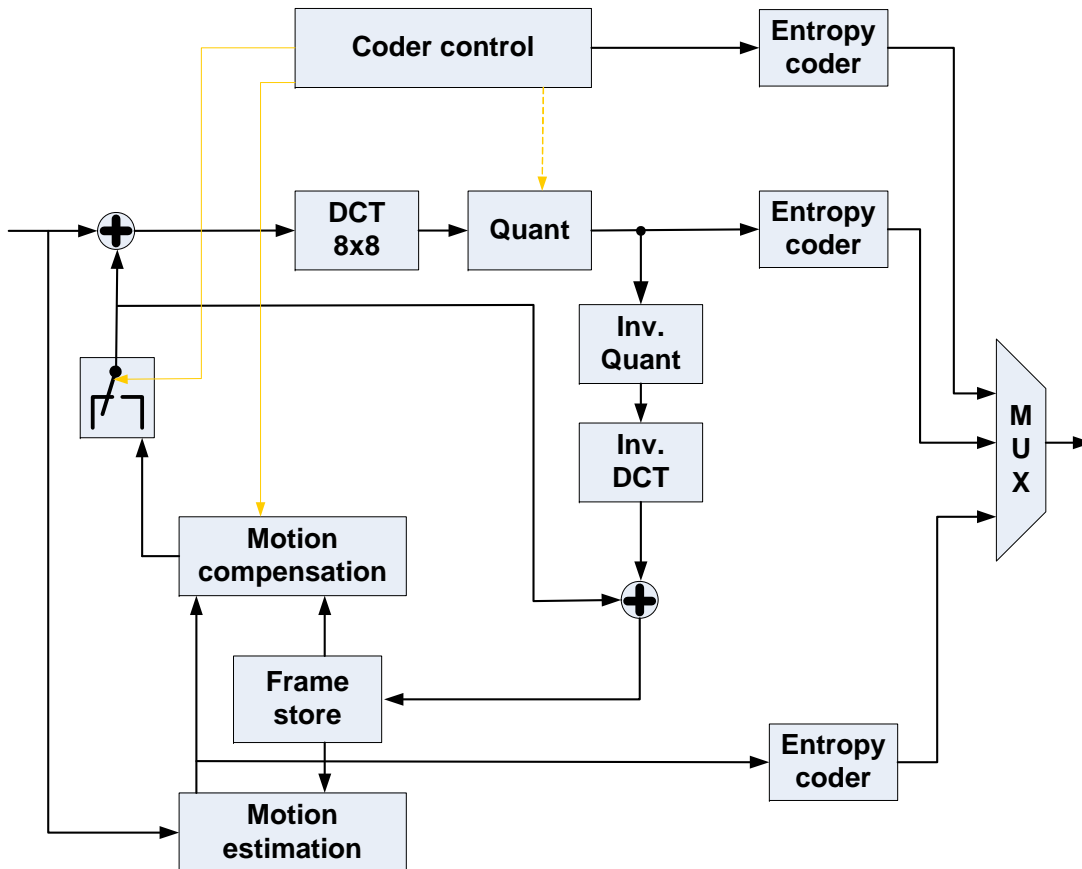 Coder control
Entropy
coder
DCT
8x8
Quant
Entropy
coder
Inv.
Quant
Inv.
DCT
M
U
X
Motion
compensation
Frame
store
Entropy
coder
Motion
estimation